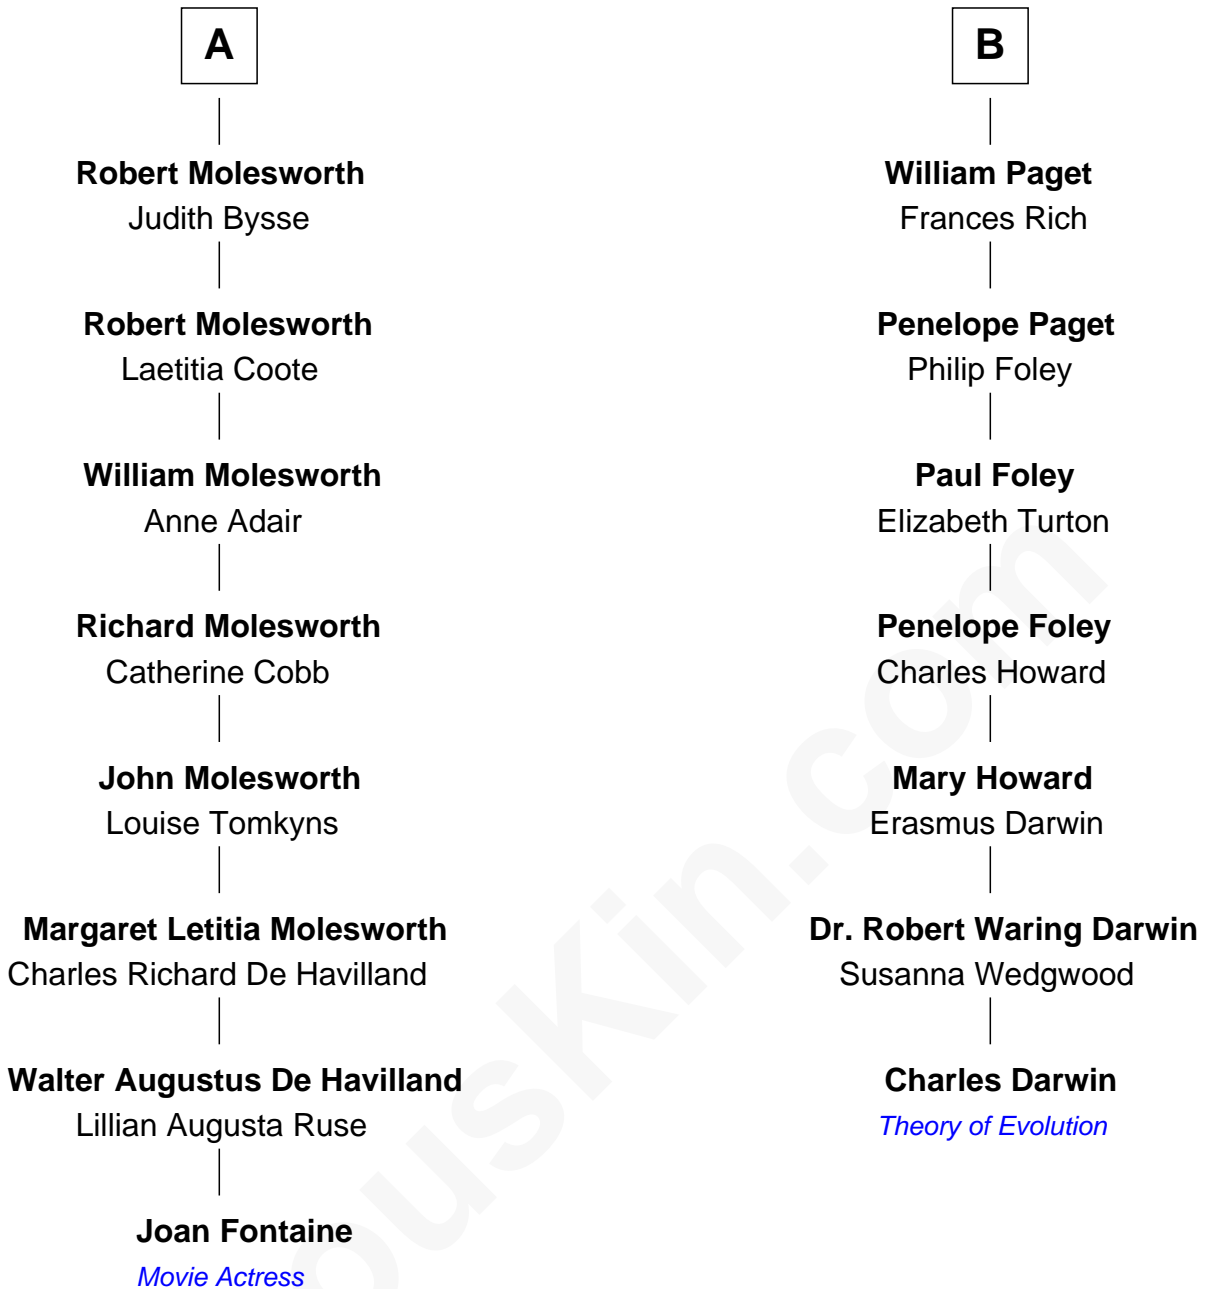 A
Robert Molesworth
Judith Bysse
Robert Molesworth
Laetitia Coote
William Molesworth
Anne Adair
Richard Molesworth
Catherine Cobb
John Molesworth
Louise Tomkyns
Margaret Letitia Molesworth
Charles Richard De Havilland
Walter Augustus De Havilland
Lillian Augusta Ruse
Joan Fontaine
Movie Actress
B
William Paget
Frances Rich
Penelope Paget
Philip Foley
Paul Foley
Elizabeth Turton
Penelope Foley
Charles Howard
Mary Howard
Erasmus Darwin
Dr. Robert Waring Darwin
Susanna Wedgwood
Charles Darwin
Theory of Evolution
ousKin.com